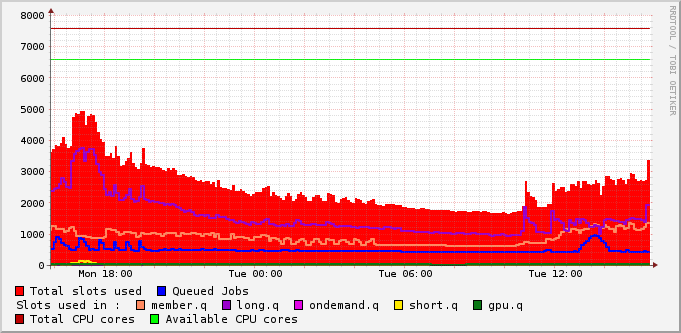 8000
7000
6000
5000
4000
3000
2000
1000
0
Mon 18:00 Tue 00:00 Tue 06:00 Tue 12:00
RRDTOOL / TOBI OETIKER
Total slots used Queued Jobs
Slots used in : member.q long.q ondemand.q short.q gpu.q
Total CPU cores Available CPU cores